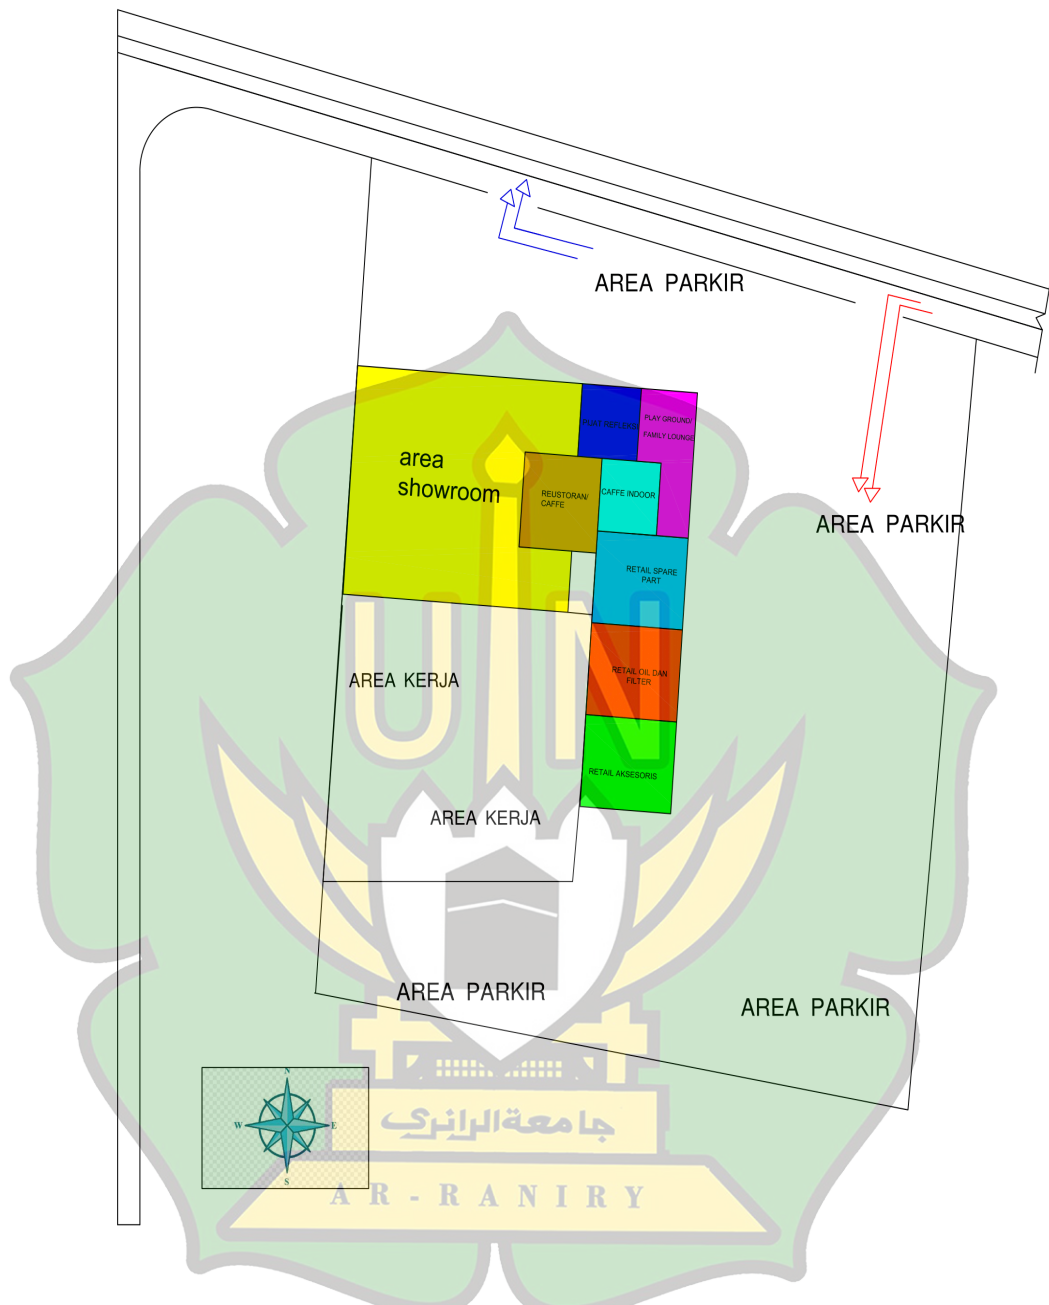 AREA PARKIR
PLAY GROUND/
FAMILY LOUNGE
area
showroom
REUSTORAN/
CAFFE
CAFFE INDOOR
AREA PARKIR
RETAIL SPARE
PART
UIN
AREA KERJA
RETAIL OIL DAN
FILTER
RETAIL AKSESORIS
AREA KERJA
AREA PARKIR
AREA PARKIR
N
W E
S
جامعة الرانري
AR-RANIRY